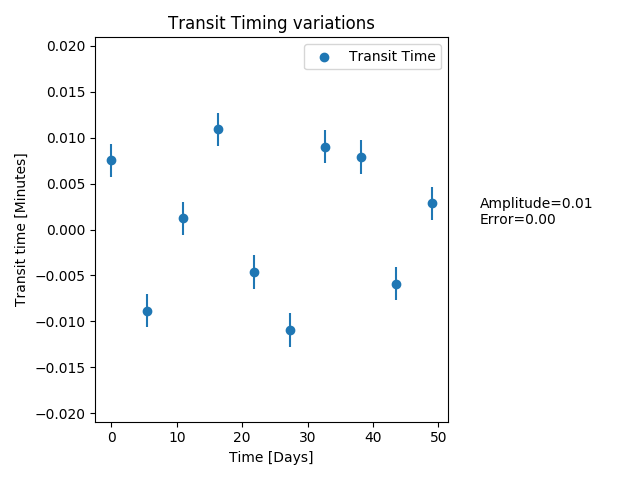 Transit Timing variations
Transit Time
0.020
0.015
0.010
0.005
0.000
−0.005
−0.010
−0.015
−0.020
Transit time [Minutes]
Amplitude=0.01
Error=0.00
0 10 20 30 40 50
Time [Days]